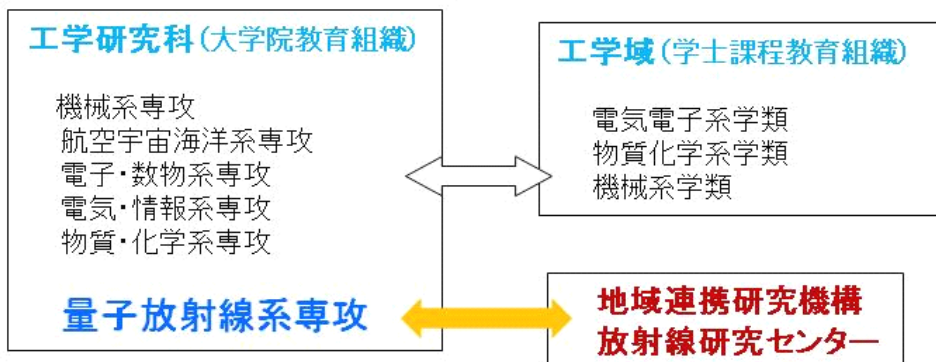 工学研究科(大学院教育組織)
機械系専攻
航空宇宙海洋系専攻
電子・数物系専攻
電気・情報系専攻
物質・化学系専攻
量子放射線系専攻
工学域(学士課程教育組織)
電気電子系学類
物質化学系学類
機械系学類
地域連携研究機構
放射線研究センター